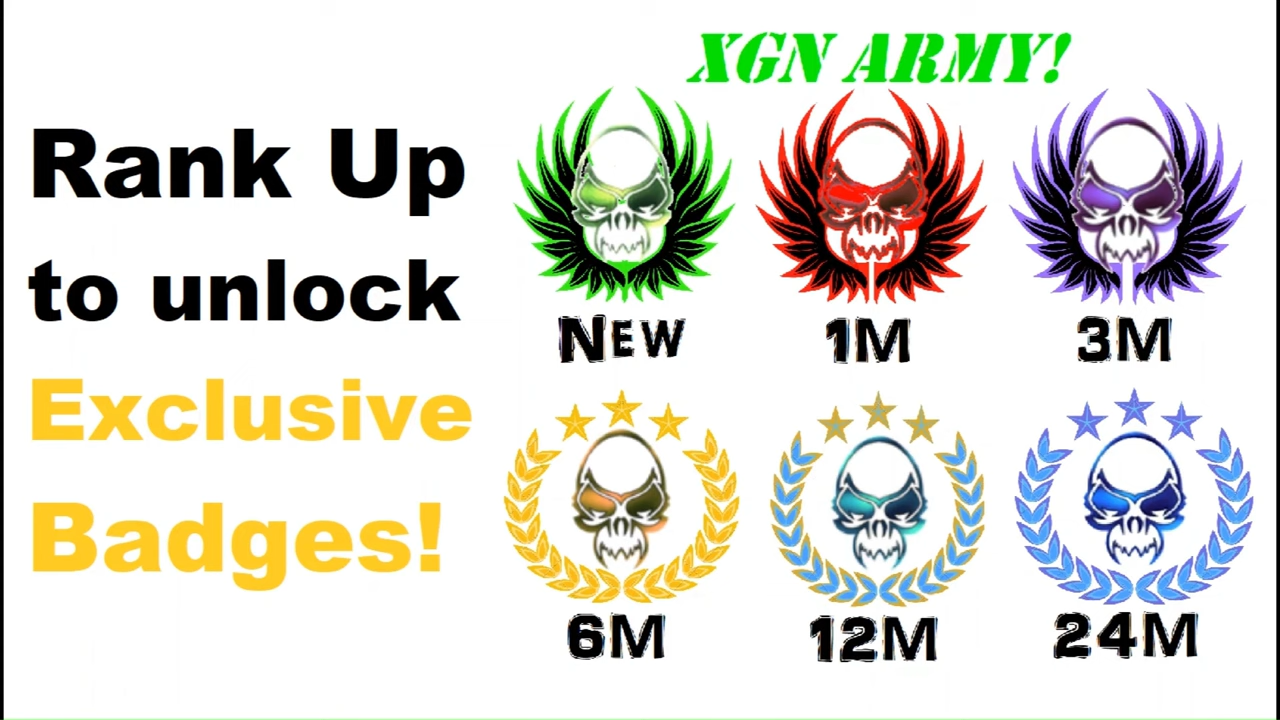 Rank Up
to unlock
Exclusive
Badges!
XGN ARMY!
New
1M
3M
6M
12M
24M